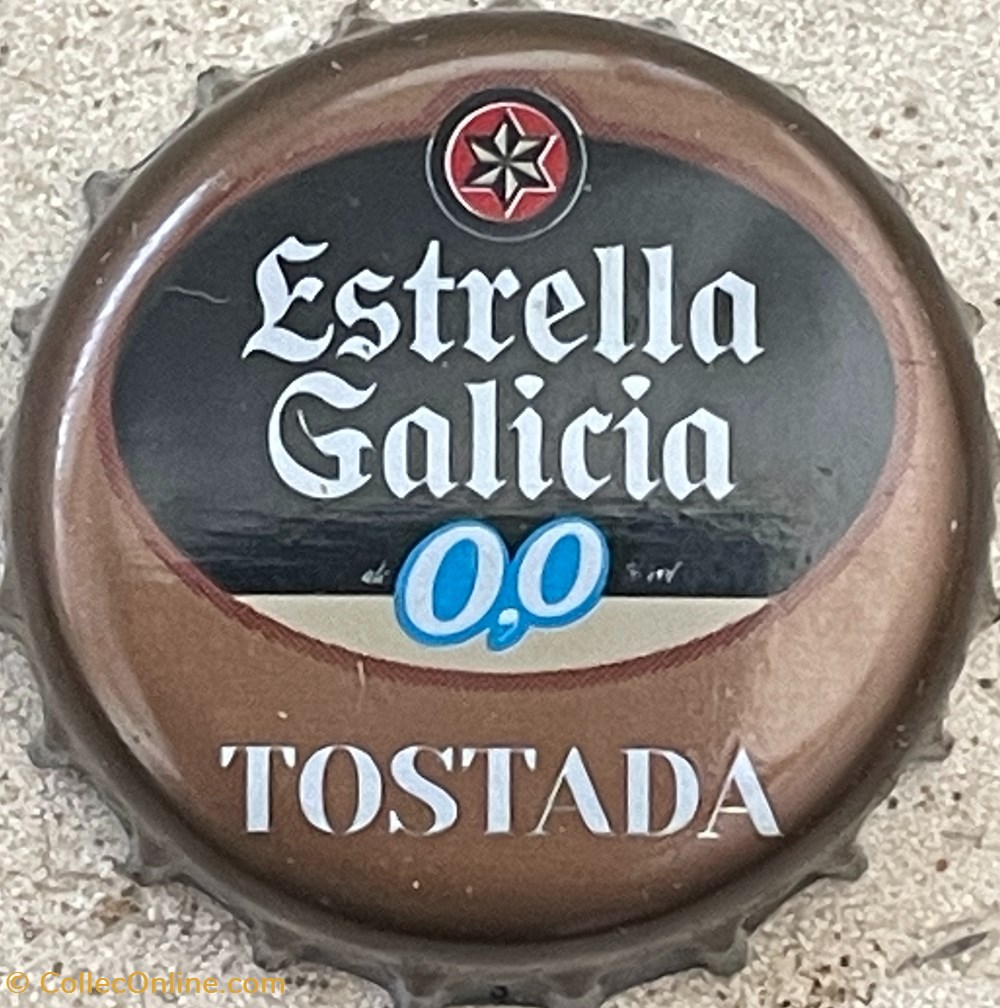 Estrella
Galicia
0,0
TOSTADA
© CollecOnline.com